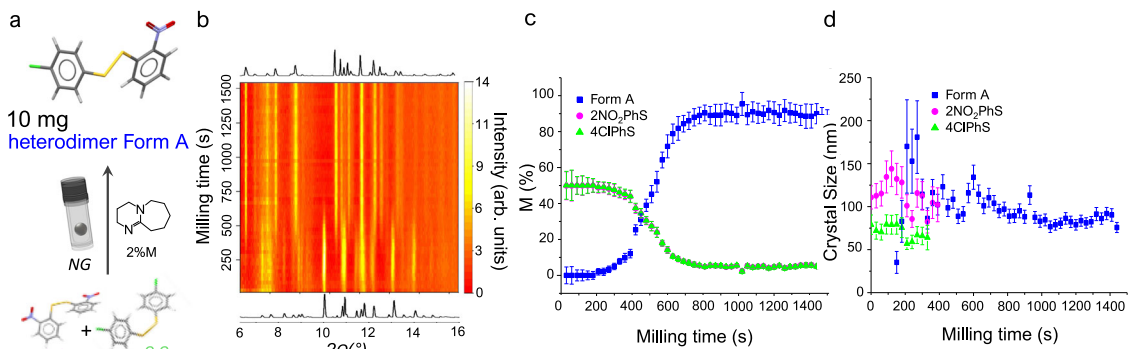 a
10 mg
heterodimer Form A
NG
N
N
2%M
+
b
Milling time (s)
1500
1250
1000
750
500
250
6 7 8 10 12 14 16
14
12
9
6
3
0
Intensity (arb. units)
c
M (%)
100
80
60
40
20
0
Form A
2NO₂PhS
4ClPhS
0 200 400 600 800 1000 1200 1400
Milling time (s)
d
Crystal Size (nm)
250
200
150
100
50
0
Form A
2NO₂PhS
4ClPhS
0 200 400 600 800 1000 1200 1400
Milling time (s)